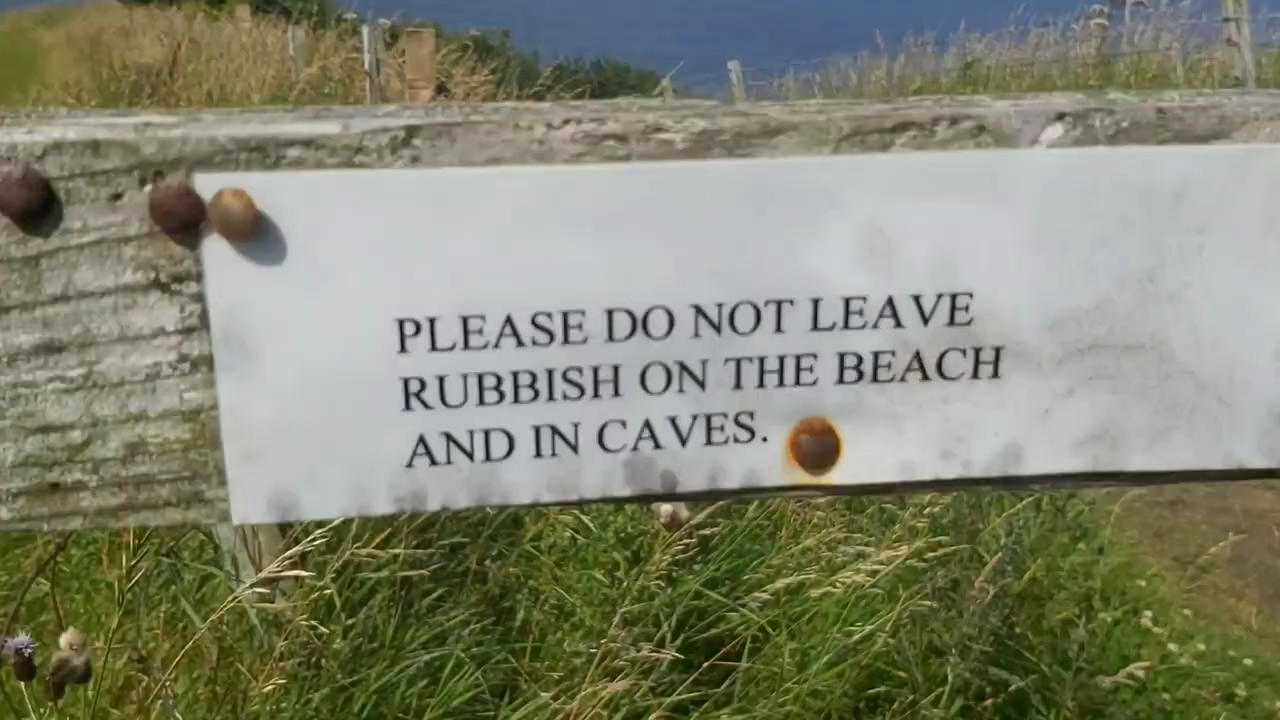 PLEASE DO NOT LEAVE
RUBBISH ON THE BEACH
AND IN CAVES.